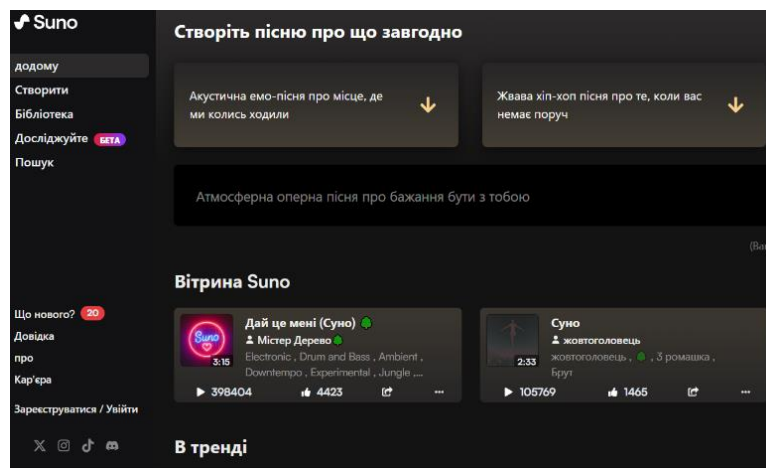 Suno
додому
Створити
Бібліотека
Досліджуйте БЕТА
Пошук
Що нового? 20
Довідка
про
Кар'єра
Зареєструватися / Увійти
Створіть пісню про що завгодно
Акустична емо-пісня про місце, де
ми колись ходили
Жвава хіп-хоп пісня про те, коли вас
немає поруч
Атмосферна оперна пісня про бажання бути з тобою
Вітрина Suno
Suno
3:15
Дай це мені (Суно)
Містер Дерево
Electronic , Drum and Bass , Ambient ,
Downtempo , Experimental , Jungle ,...
398404 4423
2:33
Суно
жовтоголовець
жовтоголовець , , З ромашка ,
Брут
105769 1465
В тренді